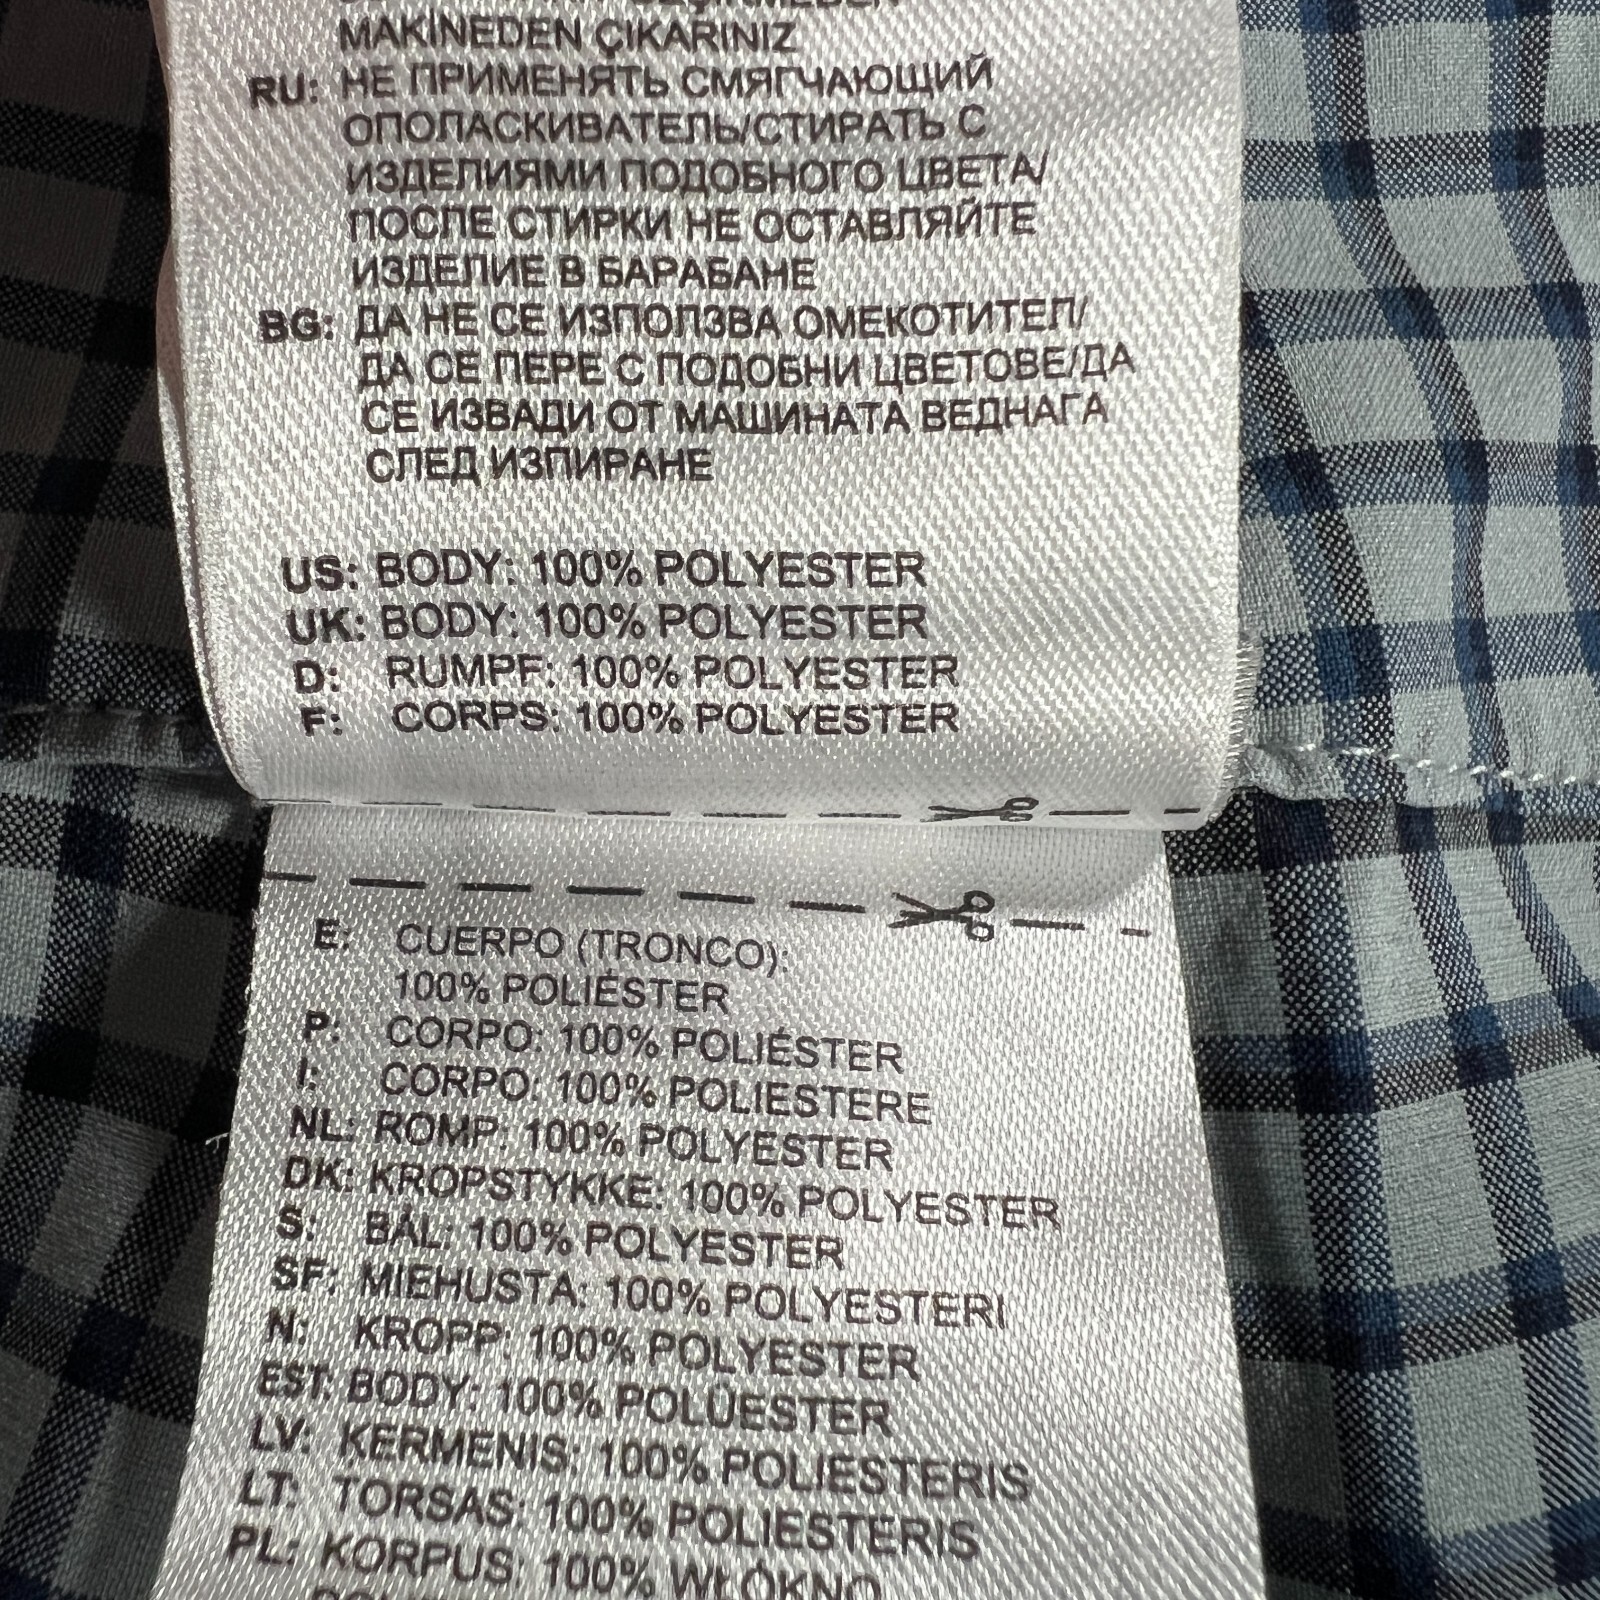 MAKİNEDEN ÇIKARINIZ
RU: НЕ ПРИМЕНЯТЬ СМЯГЧАЮЩИЙ
ОПОЛАСКИВАТЕЛЬ/СТИРАТЬ С
ИЗДЕЛИЯМИ ПОДОБНОГО ЦВЕТА/
ПОСЛЕ СТИРКИ НЕ ОСТАВЛЯЙТЕ
ИЗДЕЛИЕ В БАРАБАНЕ
BG: ДА НЕ СЕ ИЗПОЛЗВА ОМЕКОТИТЕЛ/
ДА СЕ ПЕРЕ С ПОДОБНИ ЦВЕТОВЕ/ДА
СЕ ИЗВАДИ ОТ МАШИНАТА ВЕДНАГА
СЛЕД ИЗПИРАНЕ
US: BODY: 100% POLYESTER
UK: BODY: 100% POLYESTER
D: RUMPF: 100% POLYESTER
F: CORPS: 100% POLYESTER
E: CUERPO (TRONCO):
100% POLIÉSTER
P: CORPO: 100% POLIÉSTER
I: CORPO: 100% POLIESTERE
NL: ROMP: 100% POLYESTER
DK: KROPSTYKKE: 100% POLYESTER
S: BÅL: 100% POLYESTER
SF: MIEHUSTA: 100% POLYESTERI
N: KROPP: 100% POLYESTER
EST: BODY: 100% POLÜESTER
LV: ĶERMENIS: 100% POLIESTERIS
LT: TORSAS: 100% POLIESTERIS
PL: KORPUS: 100% WŁÓKNO